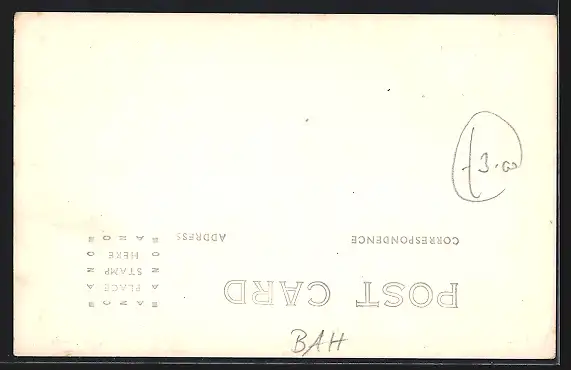 POST CARD
CORRESPONDENCE
ADDRESS
PLACE
STAMP
HERE
3.00
BAH